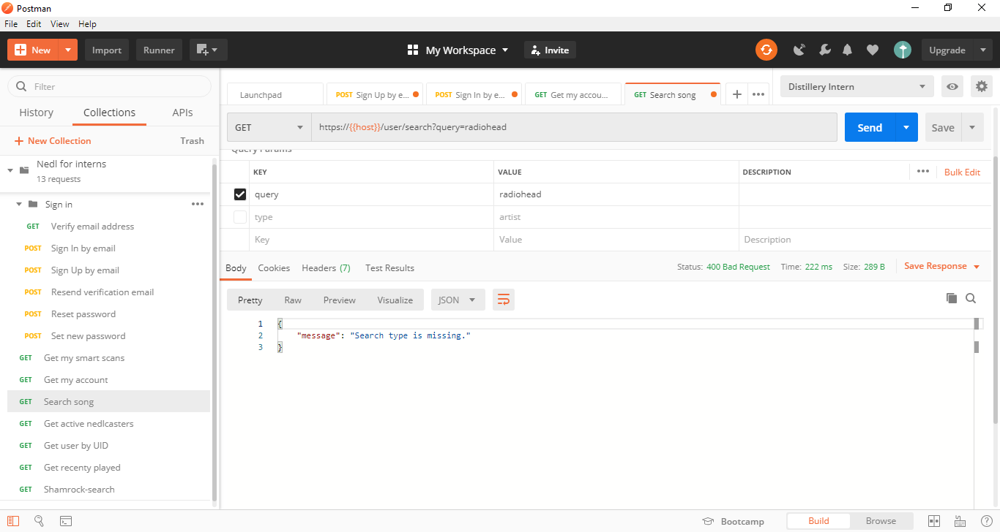 Postman
File Edit View Help
New
Import
Runner
My Workspace
Invite
Upgrade
Filter
History Collections APIs
New Collection Trash
Nedl for interns
13 requests
Sign in
GET Verify email address
POST Sign In by email
POST Sign Up by email
POST Resend verification email
POST Reset password
POST Set new password
GET Get my smart scans
GET Get my account
GET Search song
GET Get active nedlcasters
GET Get user by UID
GET Get recenty played
GET Shamrock-search
Launchpad
POST Sign Up by e...
POST Sign In by e...
GET Get my accou...
GET Search song
Distillery Intern
GET https://{{host}}/user/search?query=radiohead
Send
Save
Query Params
KEY VALUE DESCRIPTION
Bulk Edit
query radiohead
type artist
Key Value Description
Body Cookies Headers (7) Test Results
Status: 400 Bad Request Time: 222 ms Size: 289 B
Save Response
Pretty Raw Preview Visualize JSON
1 {
2 "message": "Search type is missing."
3 }
Bootcamp
Build Browse